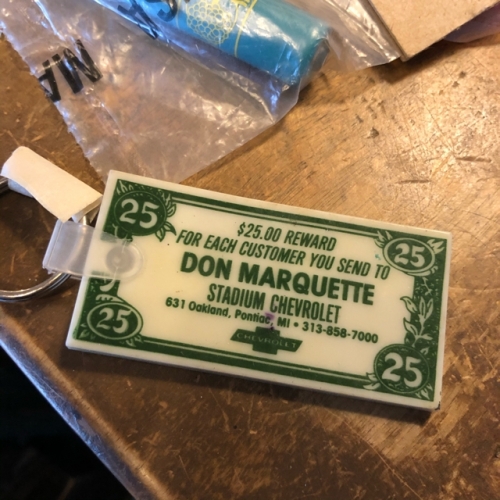 MA
25
25
$25.00 REWARD
FOR EACH CUSTOMER YOU SEND TO
DON MARQUETTE
STADIUM CHEVROLET
631 Oakland, Pontiac, MI • 313-858-7000
CHEVROLET
25
25